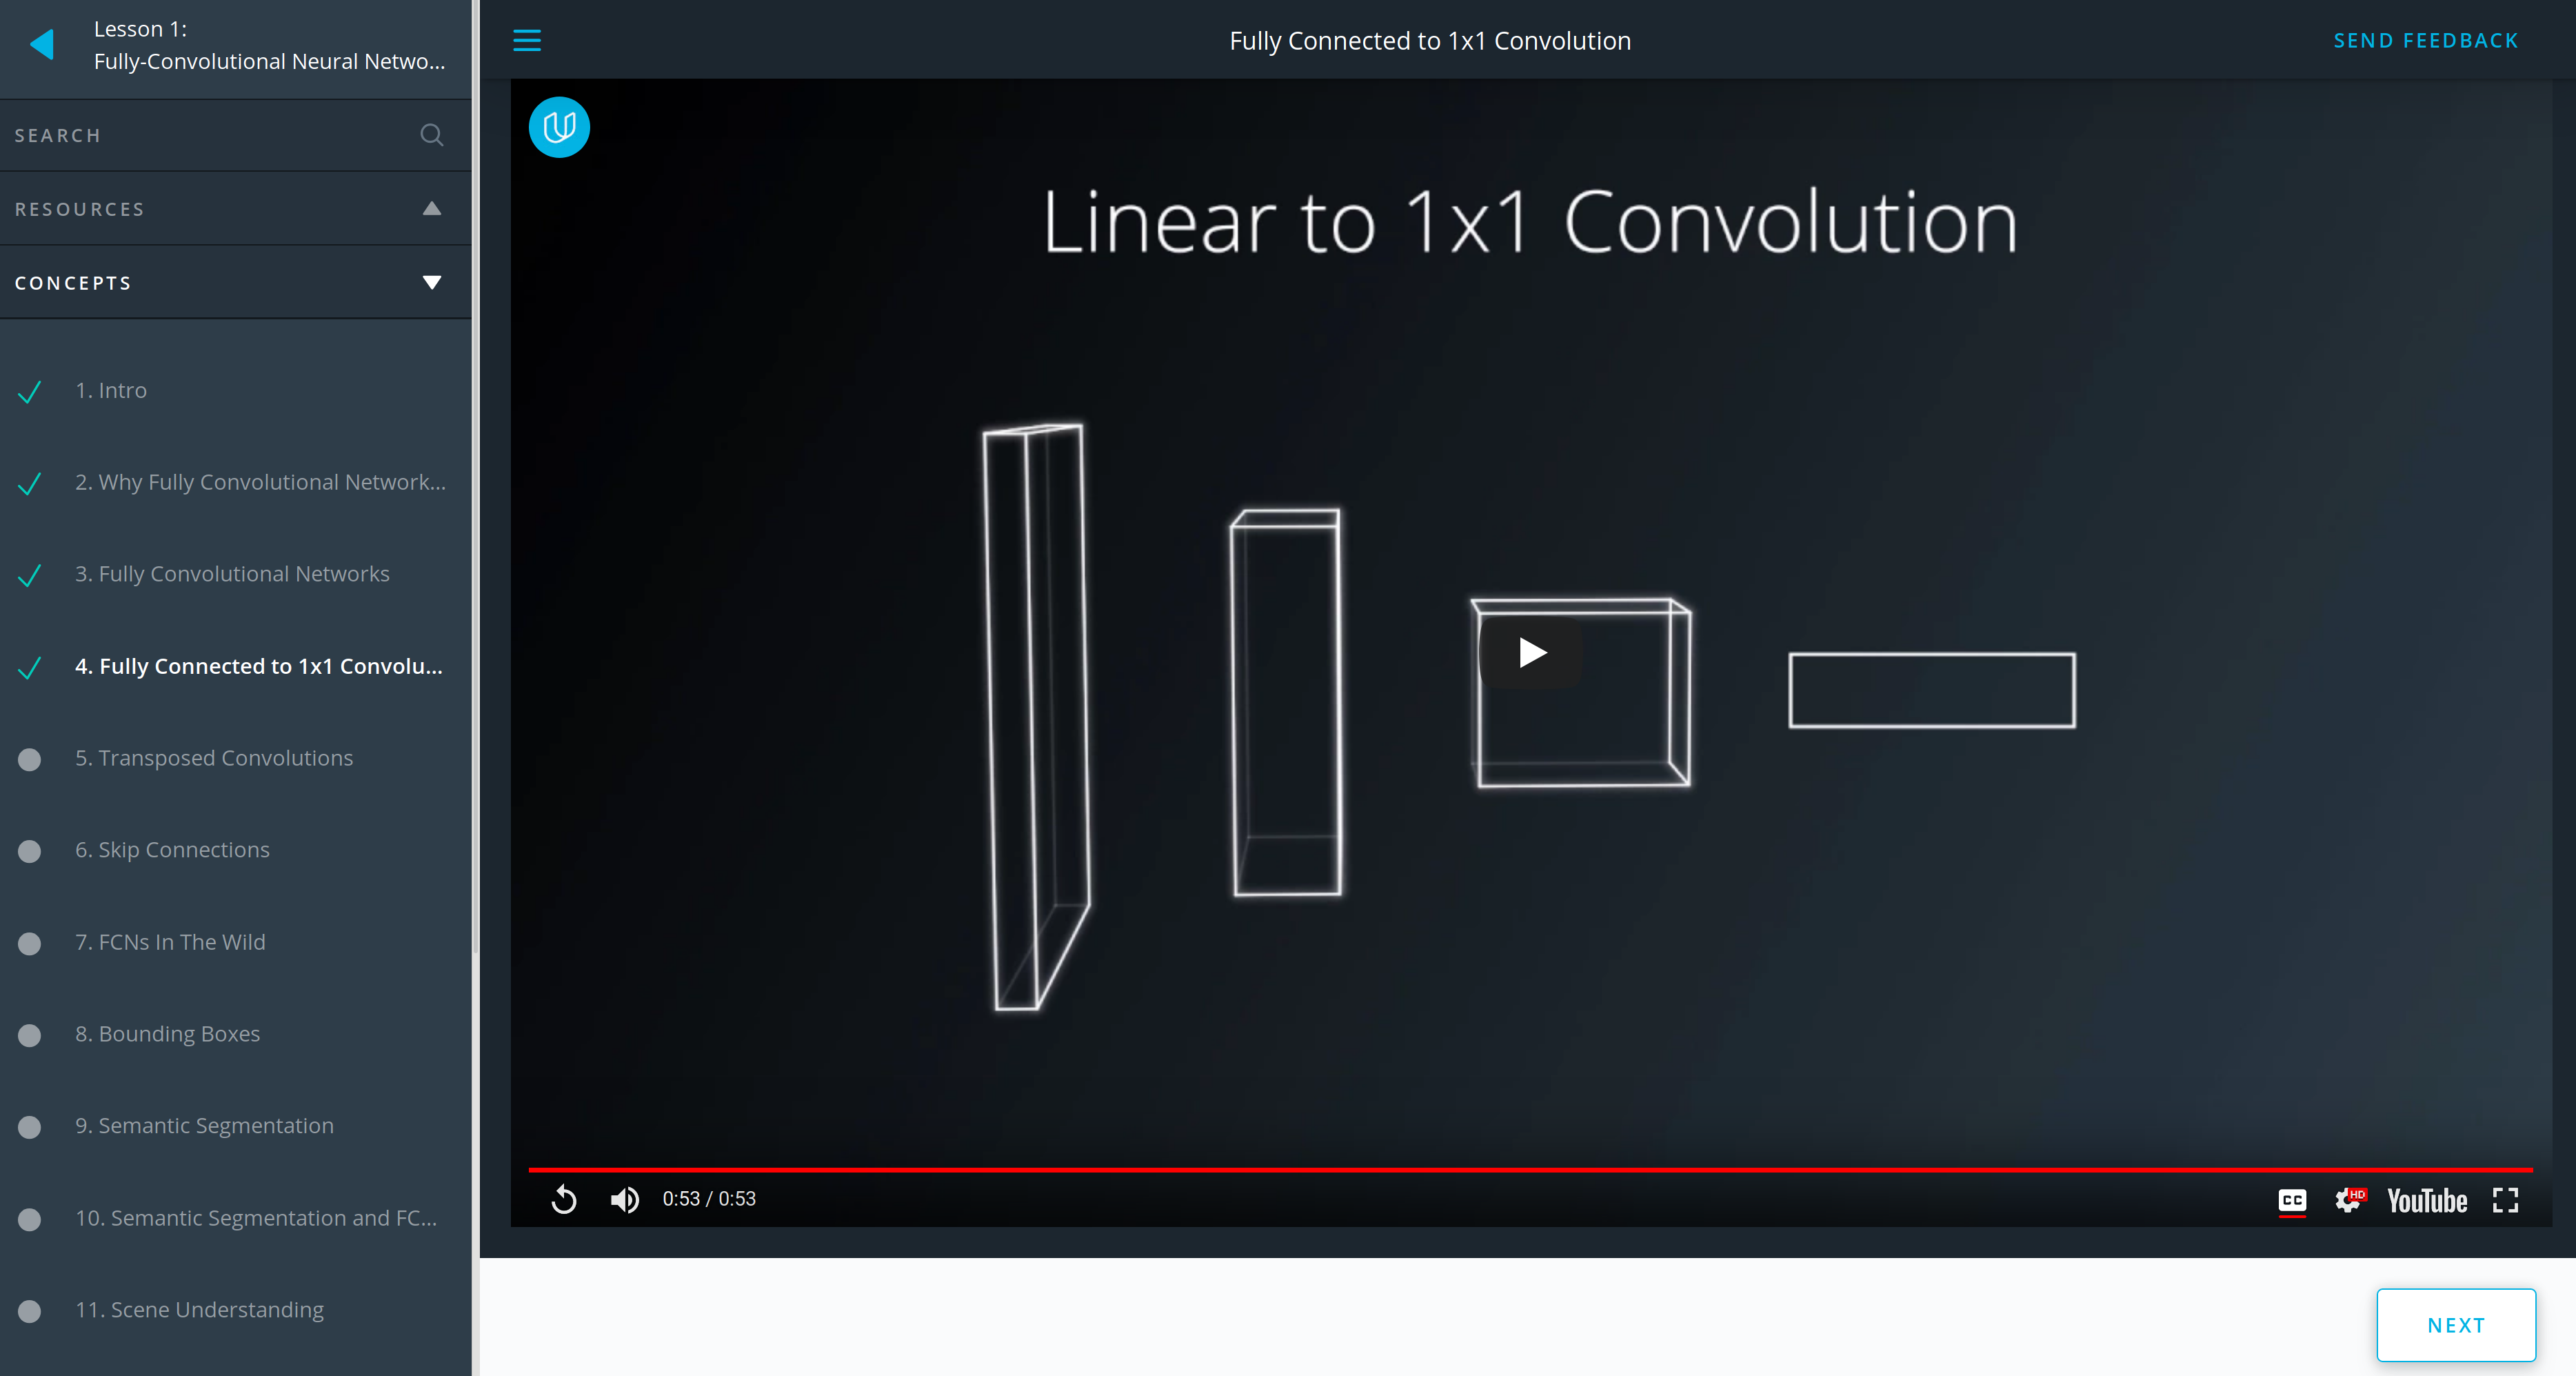 Lesson 1:
Fully-Convolutional Neural Netwo...
SEARCH
RESOURCES
CONCEPTS
1. Intro
2. Why Fully Convolutional Network...
3. Fully Convolutional Networks
4. Fully Connected to 1x1 Convolu...
5. Transposed Convolutions
6. Skip Connections
7. FCNs In The Wild
8. Bounding Boxes
9. Semantic Segmentation
10. Semantic Segmentation and FC...
11. Scene Understanding
Fully Connected to 1x1 Convolution
SEND FEEDBACK
Linear to 1x1 Convolution
0:53 / 0:53
CC
HD
YouTube
NEXT